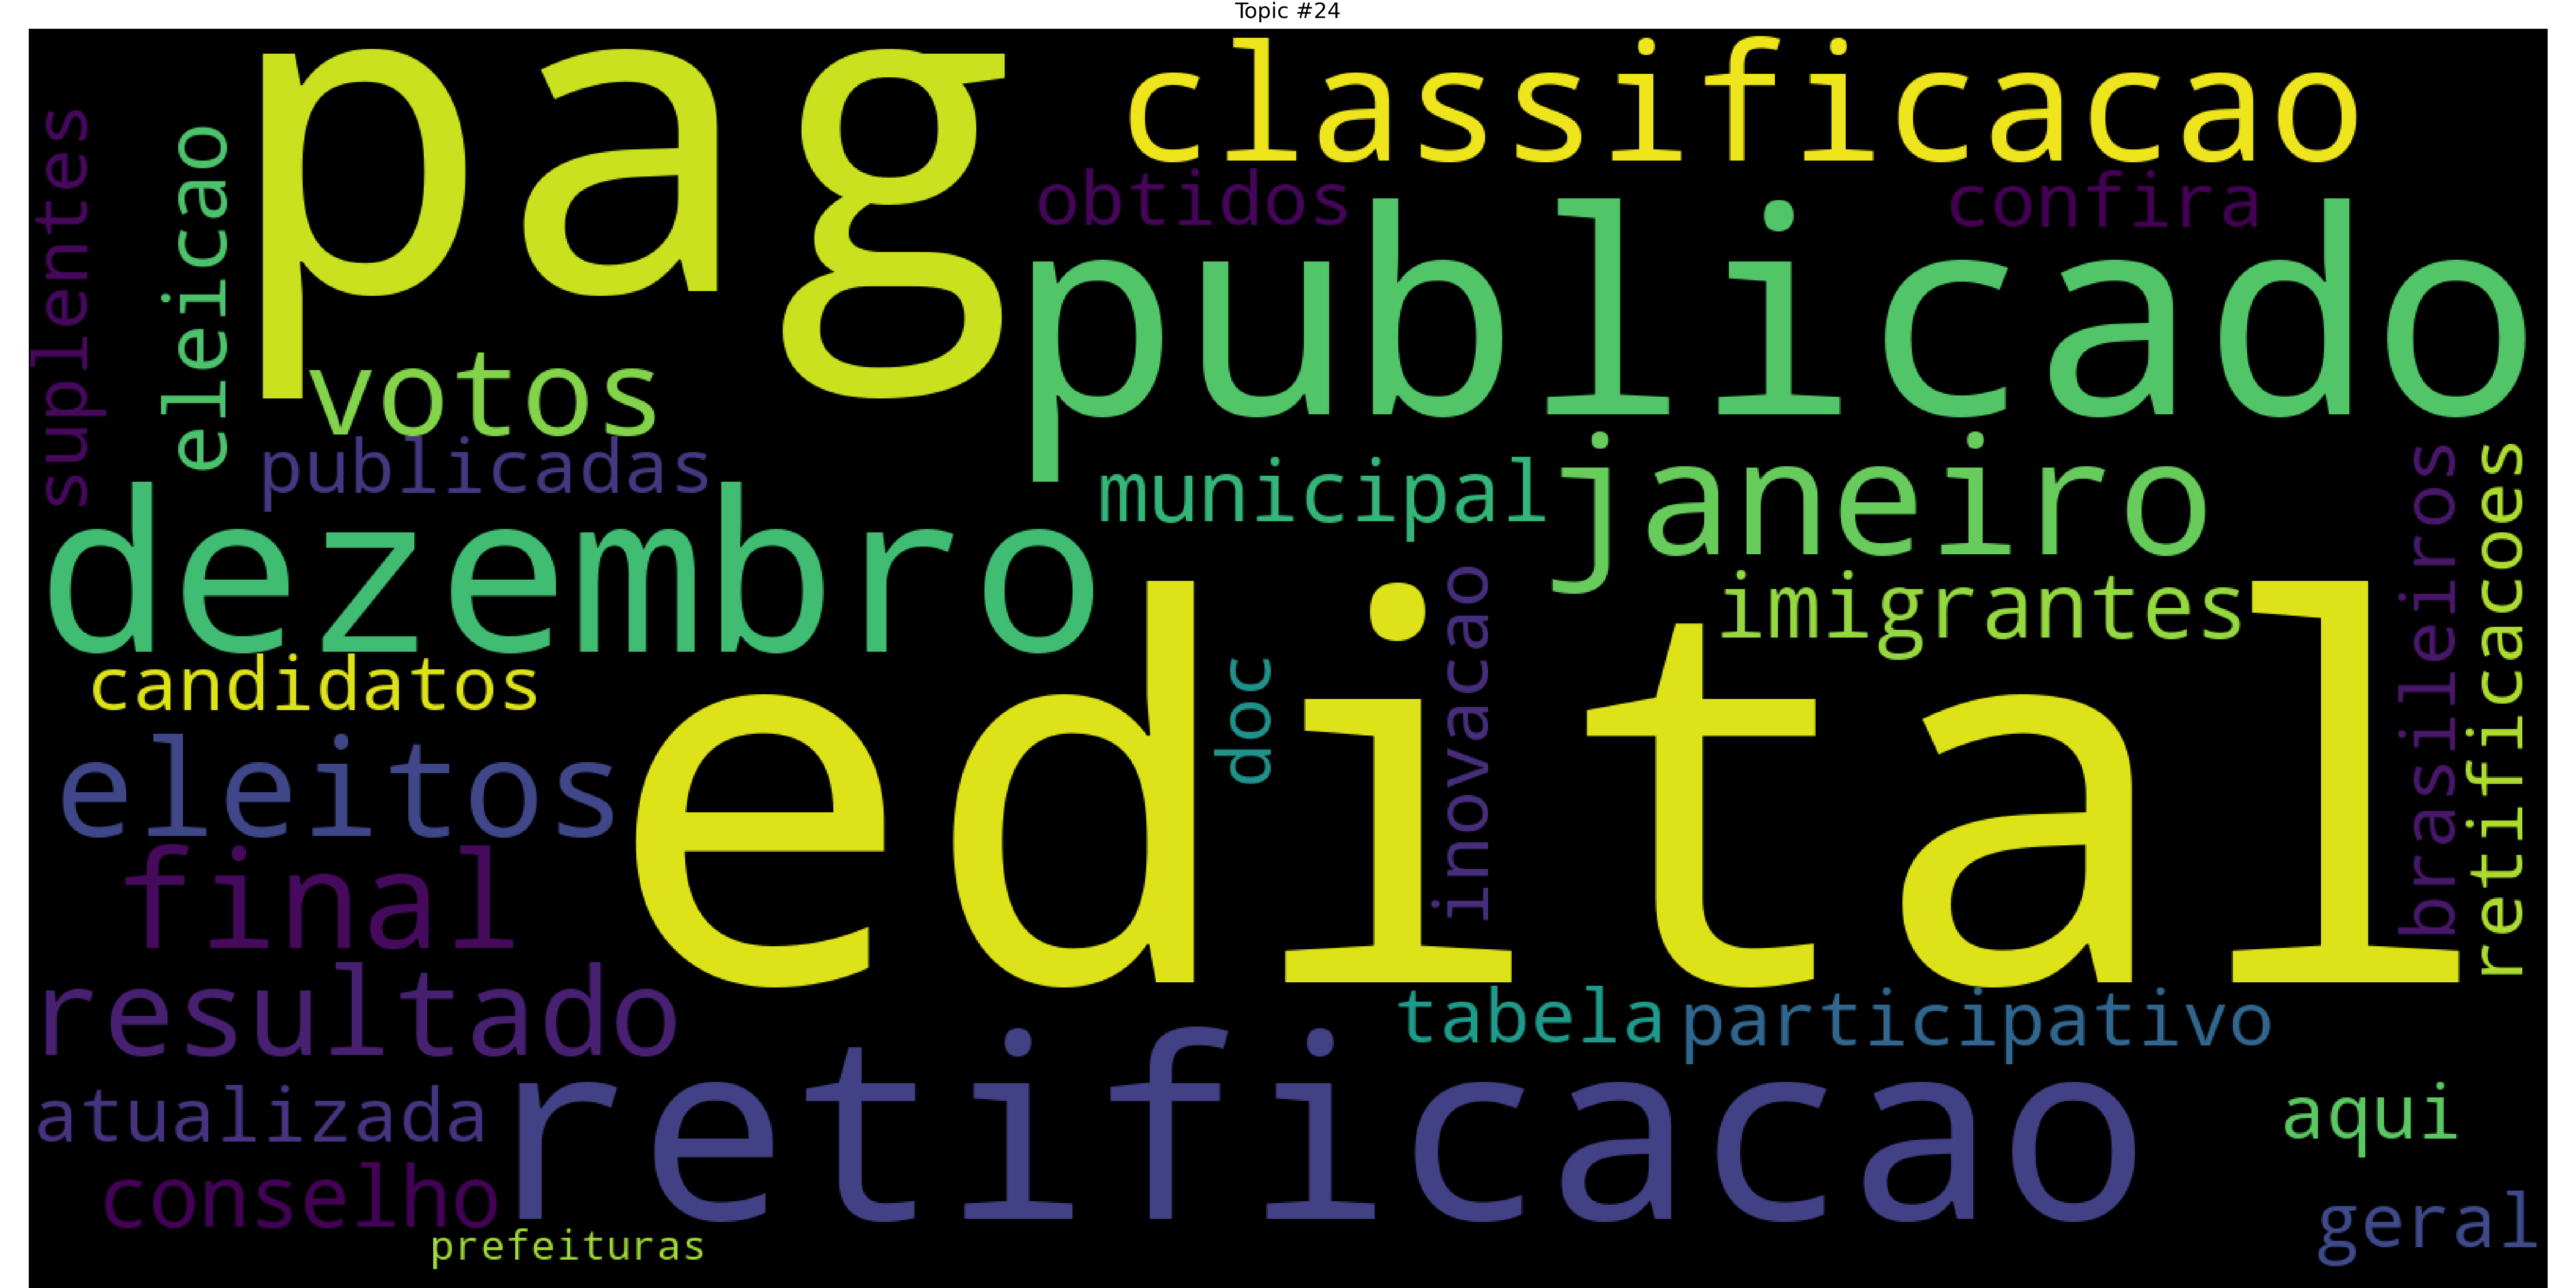 Topic #24
pag
classificacao
suplentes
eleicao
obtidos
confira
publicado
votos
publicadas
municipal
janeiro
dezembro
imigrantes
brasileiros
retificacoes
candidatos
doc
inovacao
edital
eleitos
final
resultado
tabela
participativo
retificacao
atualizada
aqui
conselho
geral
prefeituras